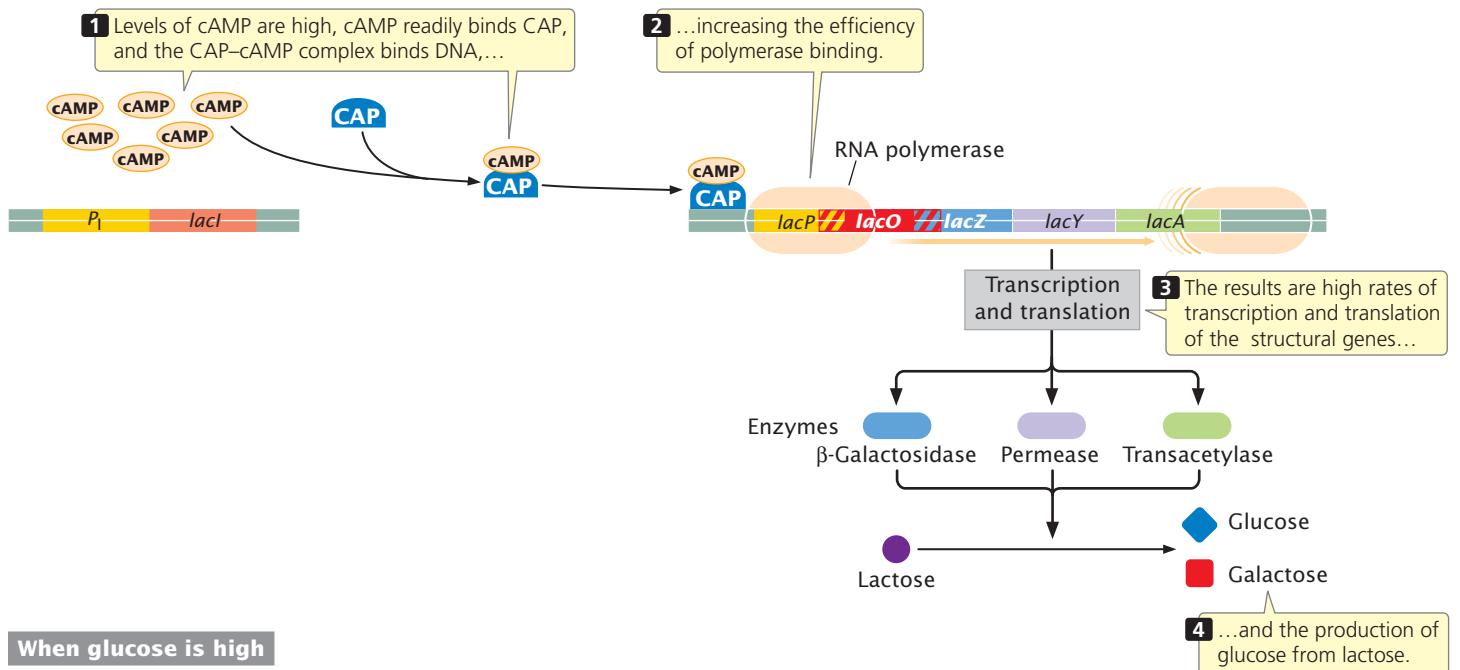 1 Levels of cAMP are high, cAMP readily binds CAP,
and the CAP–cAMP complex binds DNA,…
2 …increasing the efficiency
of polymerase binding.
cAMP
cAMP
cAMP
cAMP
cAMP
cAMP
CAP
cAMP
CAP
cAMP
CAP
RNA polymerase
PI
lacI
lacP
lacO
lacZ
lacY
lacA
Transcription
and translation
3 The results are high rates of
transcription and translation
of the structural genes…
Enzymes
β-Galactosidase
Permease
Transacetylase
Lactose
Glucose
Galactose
4 …and the production of
glucose from lactose.
When glucose is high